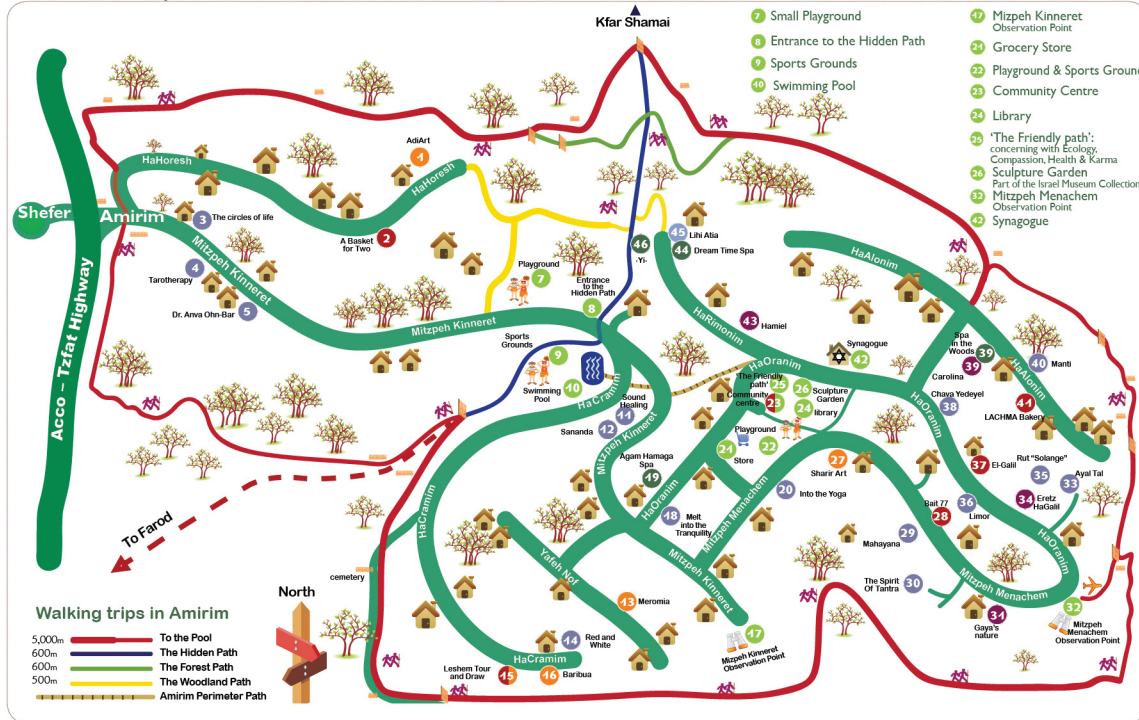 Kfar Shamai
7 Small Playground
8 Entrance to the Hidden Path
9 Sports Grounds
10 Swimming Pool
17 Mizpeh Kinneret
Observation Point
21 Grocery Store
22 Playground & Sports Ground
23 Community Centre
24 Library
25 'The Friendly path':
concerning with Ecology,
Compassion, Health & Karma
26 Sculpture Garden
Part of the Israel Museum Collection
32 Mitzpeh Menachem
Observation Point
42 Synagogue
Acco – Tzfat Highway
Shefer
Amirim
HaHoresh
HaHoresh
AdiArt
1
A Basket
for Two
2
3 The circles of life
4
Tarotherapy
Dr. Anva Ohn-Bar
5
Mitzpeh Kinneret
Mitzpeh Kinneret
Playground
7
Entrance
to the
Hidden Path
8
Sports
Grounds
9
Swimming
Pool
10
46
-Yi-
45 Lihi Atia
44 Dream Time Spa
HaRimonim
43 Hamiel
HaAlonim
HaAlonim
Synagogue
42
HaOranim
Spa
in the
Woods
39
Carolina
39
40 Manti
41
LACHMA Bakery
Chava Yedeyel
38
HaOranim
'The Friendly
path'
25
Community
centre
23
26 Sculpture
Garden
24 library
Playground
22
21
Store
HaCramim
Sound
Healing
11
Sananda 12
Mitzpeh Kinneret
Agam Hamaga
Spa
19
HaOranim
18 Melt
into the
Tranquility
20 Into the Yoga
Mitzpeh Menachem
27
Sharir Art
37 El-Galil
Rut "Solange"
35
Ayal Tal
33
34 Eretz
HaGalil
36
Limor
Bait 77
28
Mahayana 29
HaOranim
The Spirit
Of Tantra
30
Mitzpeh Menachem
31
Gaya's
nature
32
Mitzpeh
Menachem
Observation Point
HaCramim
Yafeh Nof
Mitzpeh Kinneret
13 Meromia
17
Mizpeh Kinneret
Observation Point
14 Red and
White
HaCramim
Leshem Tour
and Draw
15
16
Baribua
To Farod
cemetery
North
Walking trips in Amirim
5,000m To the Pool
600m The Hidden Path
600m The Forest Path
500m The Woodland Path
Amirim Perimeter Path